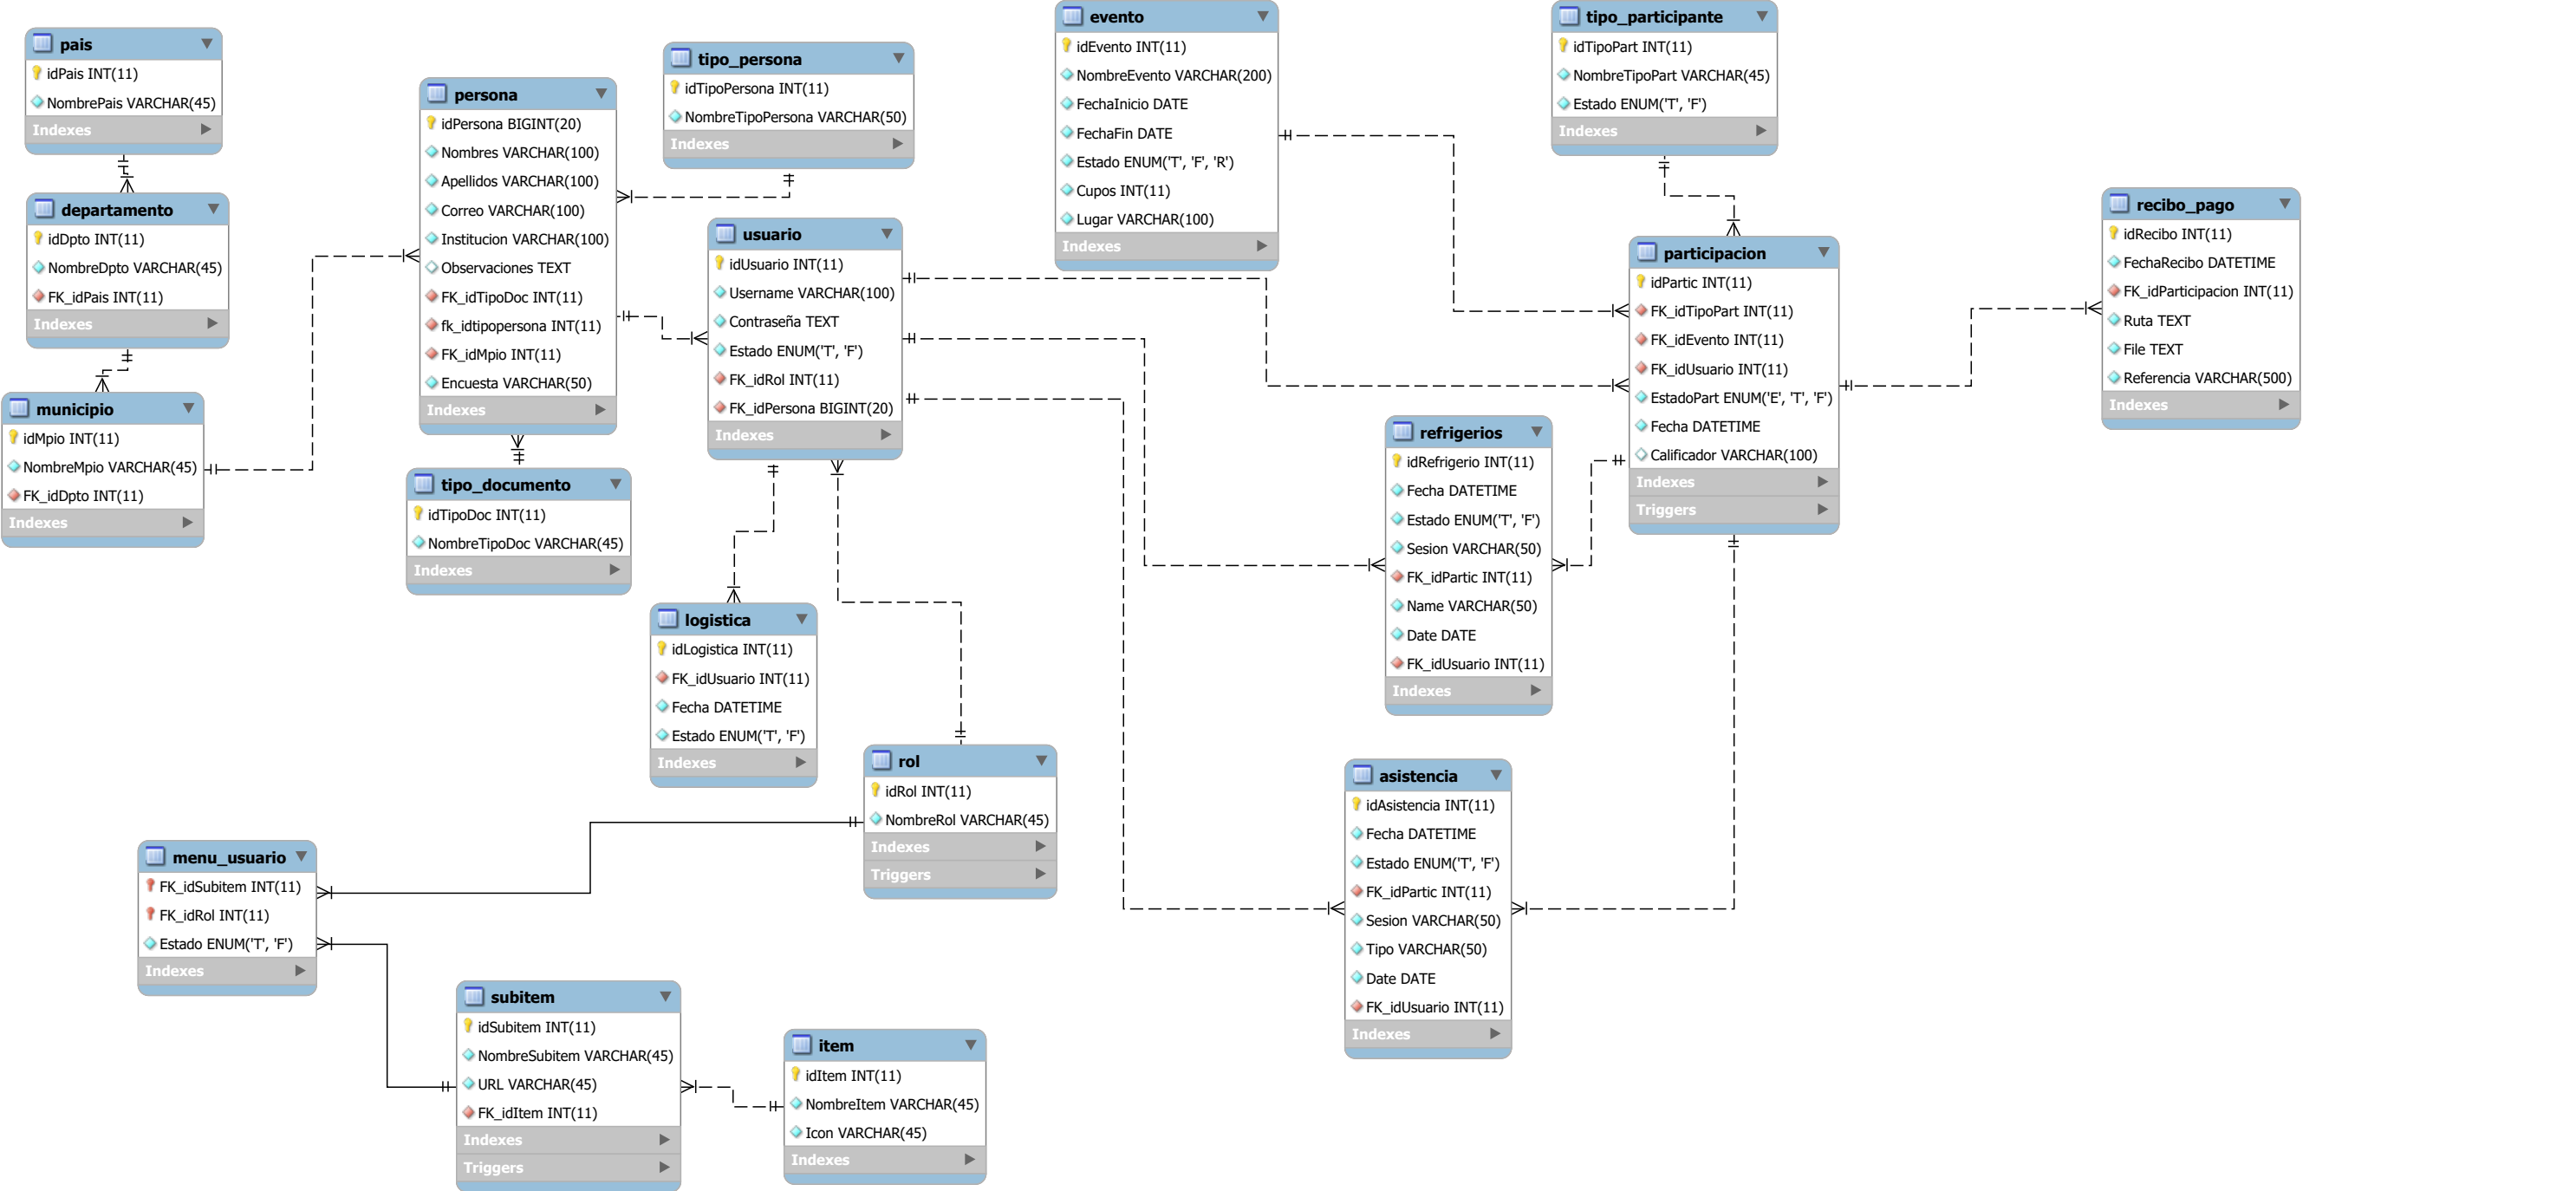 pais
idPais INT(11)
NombrePais VARCHAR(45)
Indexes
departamento
idDpto INT(11)
NombreDpto VARCHAR(45)
FK_idPais INT(11)
Indexes
municipio
idMpio INT(11)
NombreMpio VARCHAR(45)
FK_idDpto INT(11)
Indexes
persona
idPersona BIGINT(20)
Nombres VARCHAR(100)
Apellidos VARCHAR(100)
Correo VARCHAR(100)
Institucion VARCHAR(100)
Observaciones TEXT
FK_idTipoDoc INT(11)
fk_idtipopersona INT(11)
FK_idMpio INT(11)
Encuesta VARCHAR(50)
Indexes
tipo_documento
idTipoDoc INT(11)
NombreTipoDoc VARCHAR(45)
Indexes
tipo_persona
idTipoPersona INT(11)
NombreTipoPersona VARCHAR(50)
Indexes
usuario
idUsuario INT(11)
Username VARCHAR(100)
Contraseña TEXT
Estado ENUM('T', 'F')
FK_idRol INT(11)
FK_idPersona BIGINT(20)
Indexes
logistica
idLogistica INT(11)
FK_idUsuario INT(11)
Fecha DATETIME
Estado ENUM('T', 'F')
Indexes
rol
idRol INT(11)
NombreRol VARCHAR(45)
Indexes
Triggers
menu_usuario
FK_idSubitem INT(11)
FK_idRol INT(11)
Estado ENUM('T', 'F')
Indexes
subitem
idSubitem INT(11)
NombreSubitem VARCHAR(45)
URL VARCHAR(45)
FK_idItem INT(11)
Indexes
Triggers
item
idItem INT(11)
NombreItem VARCHAR(45)
Icon VARCHAR(45)
Indexes
evento
idEvento INT(11)
NombreEvento VARCHAR(200)
FechaInicio DATE
FechaFin DATE
Estado ENUM('T', 'F', 'R')
Cupos INT(11)
Lugar VARCHAR(100)
Indexes
tipo_participante
idTipoPart INT(11)
NombreTipoPart VARCHAR(45)
Estado ENUM('T', 'F')
Indexes
participacion
idPartic INT(11)
FK_idTipoPart INT(11)
FK_idEvento INT(11)
FK_idUsuario INT(11)
EstadoPart ENUM('E', 'T', 'F')
Fecha DATETIME
Calificador VARCHAR(100)
Indexes
Triggers
recibo_pago
idRecibo INT(11)
FechaRecibo DATETIME
FK_idParticipacion INT(11)
Ruta TEXT
File TEXT
Referencia VARCHAR(500)
Indexes
refrigerios
idRefrigerio INT(11)
Fecha DATETIME
Estado ENUM('T', 'F')
Sesion VARCHAR(50)
FK_idPartic INT(11)
Name VARCHAR(50)
Date DATE
FK_idUsuario INT(11)
Indexes
asistencia
idAsistencia INT(11)
Fecha DATETIME
Estado ENUM('T', 'F')
FK_idPartic INT(11)
Sesion VARCHAR(50)
Tipo VARCHAR(50)
Date DATE
FK_idUsuario INT(11)
Indexes